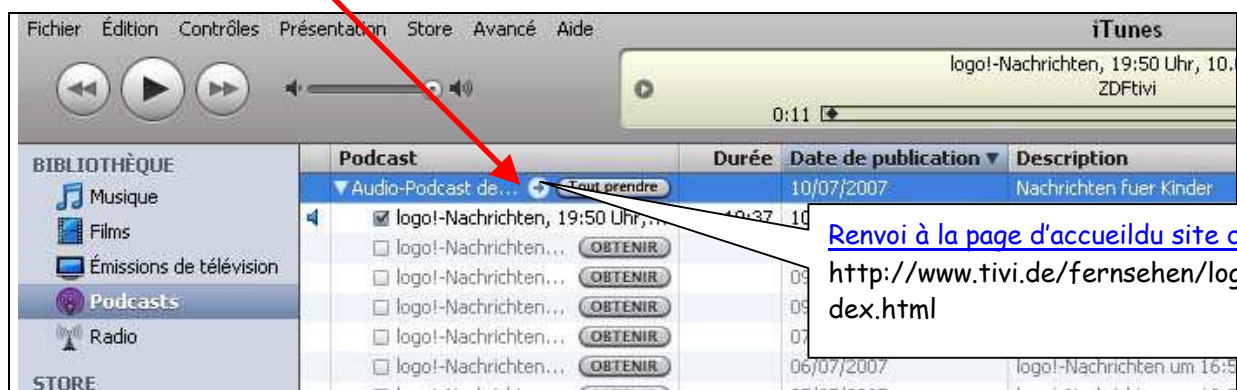 Fichier Édition Contrôles Présentation Store Avancé Aide
iTunes
logo!-Nachrichten, 19:50 Uhr, 10.
ZDFtivi
0:11
BIBLIOTHÈQUE
Musique
Films
Émissions de télévision
Podcasts
Radio
STORE
Podcast Durée Date de publication Description
Audio-Podcast de... Tout prendre 10/07/2007 Nachrichten fuer Kinder
logo!-Nachrichten, 19:50 Uhr,...
logo!-Nachrichten... OBTENIR
logo!-Nachrichten... OBTENIR
logo!-Nachrichten... OBTENIR
logo!-Nachrichten... OBTENIR
logo!-Nachrichten... OBTENIR 06/07/2007 logo!-Nachrichten um 16:5
Renvoi à la page d'accueildu site
http://www.tivi.de/fernsehen/log
dex.html